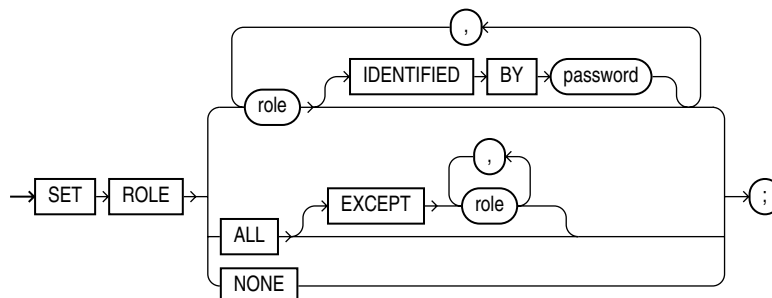 ,
IDENTIFIED BY password
role
,
SET ROLE EXCEPT role ;
ALL
NONE